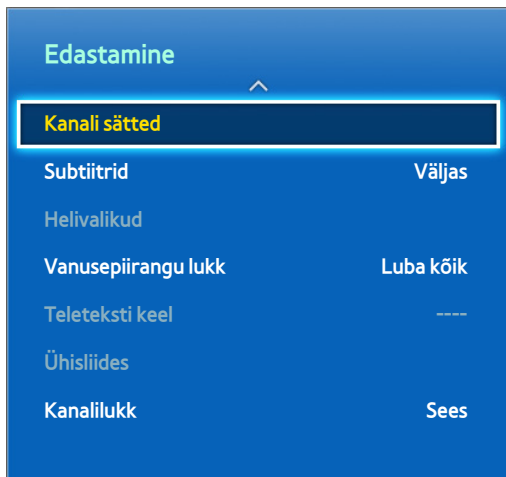 Edastamine
Kanali sätted
Subtiitrid Väljas
Helivalikud
Vanusepiirangu lukk Luba kõik
Teleteksti keel ----
Ühisliides
Kanalilukk Sees